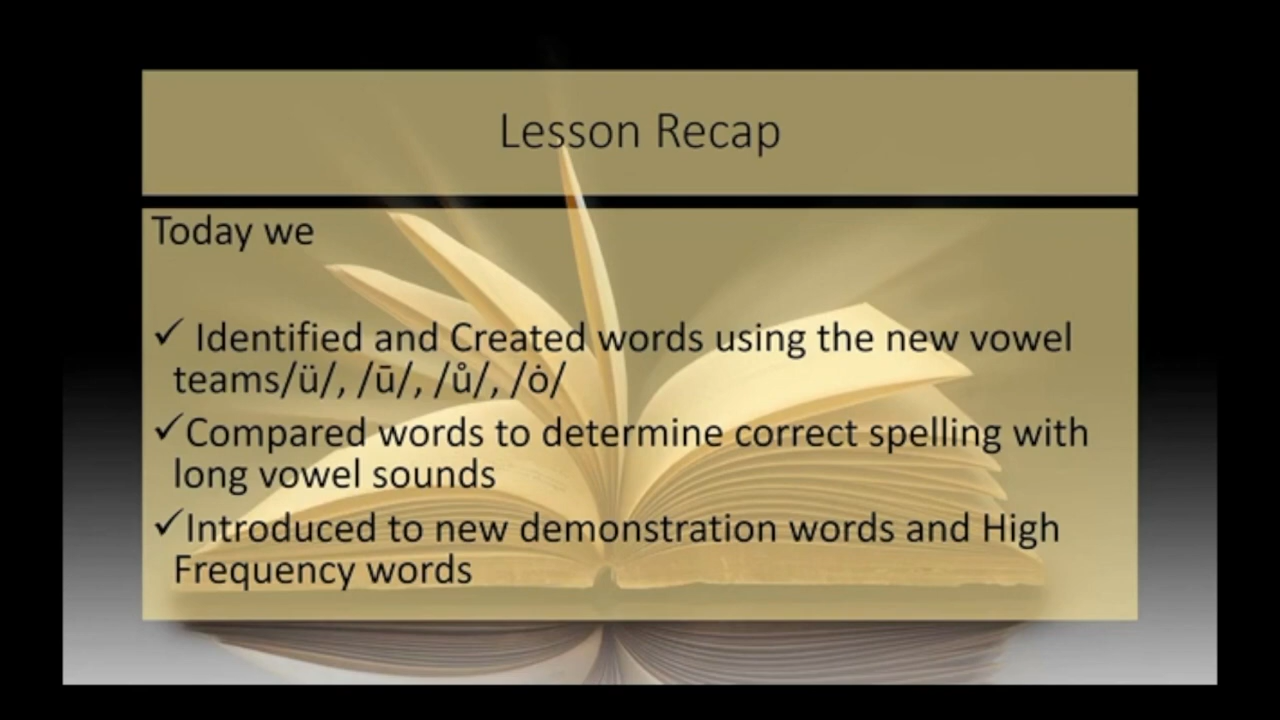 Lesson Recap
Today we
✓ Identified and Created words using the new vowel
teams/ü/, /ū/, /ů/, /ȯ/
✓Compared words to determine correct spelling with
long vowel sounds
✓Introduced to new demonstration words and High
Frequency words